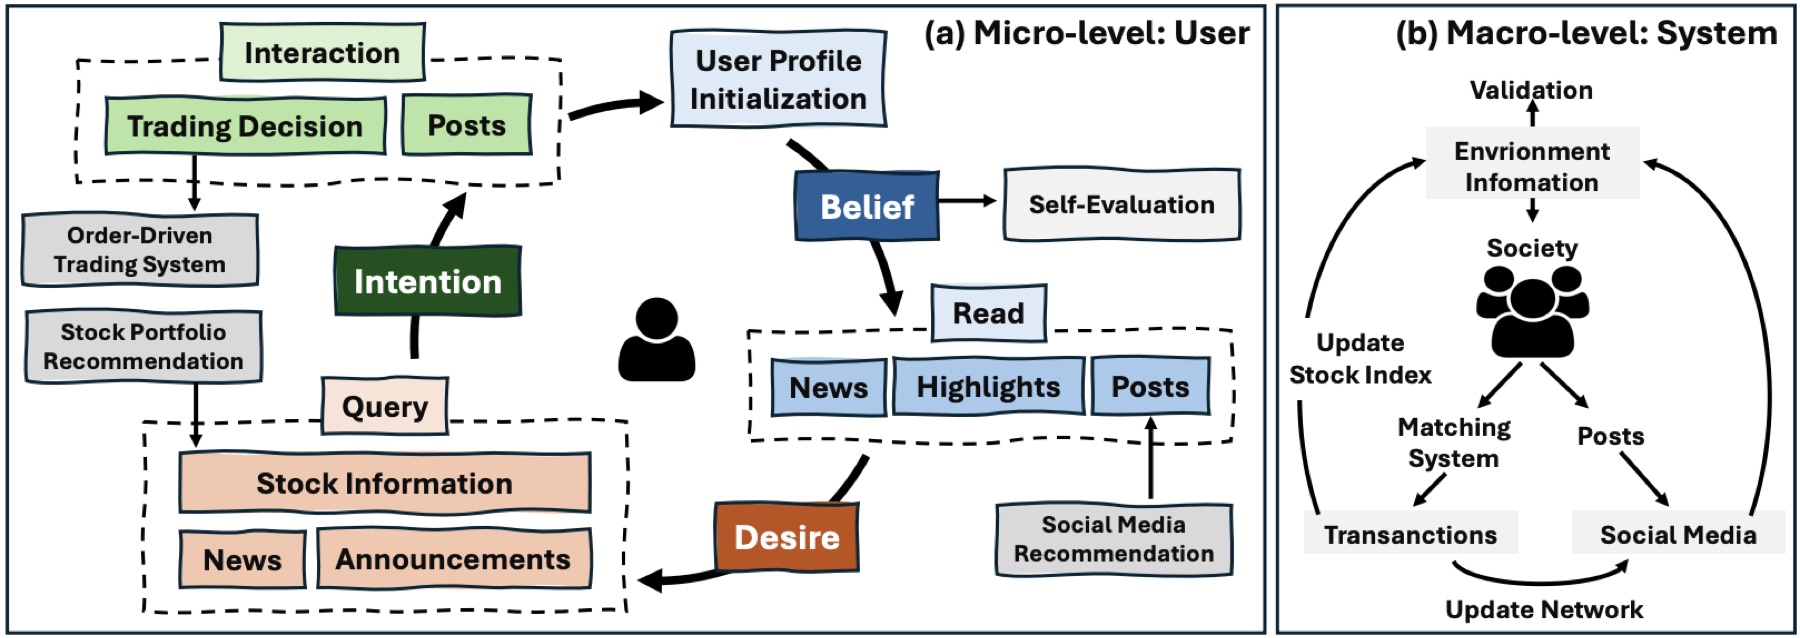 (a) Micro-level: User
Interaction
Trading Decision
Posts
User Profile
Initialization
Belief
Self-Evaluation
Order-Driven
Trading System
Intention
Stock Portfolio
Recommendation
Read
News
Highlights
Posts
Query
Stock Information
News
Announcements
Desire
Social Media
Recommendation
(b) Macro-level: System
Validation
Envrionment
Infomation
Society
Update
Stock Index
Matching
System
Posts
Transanctions
Social Media
Update Network